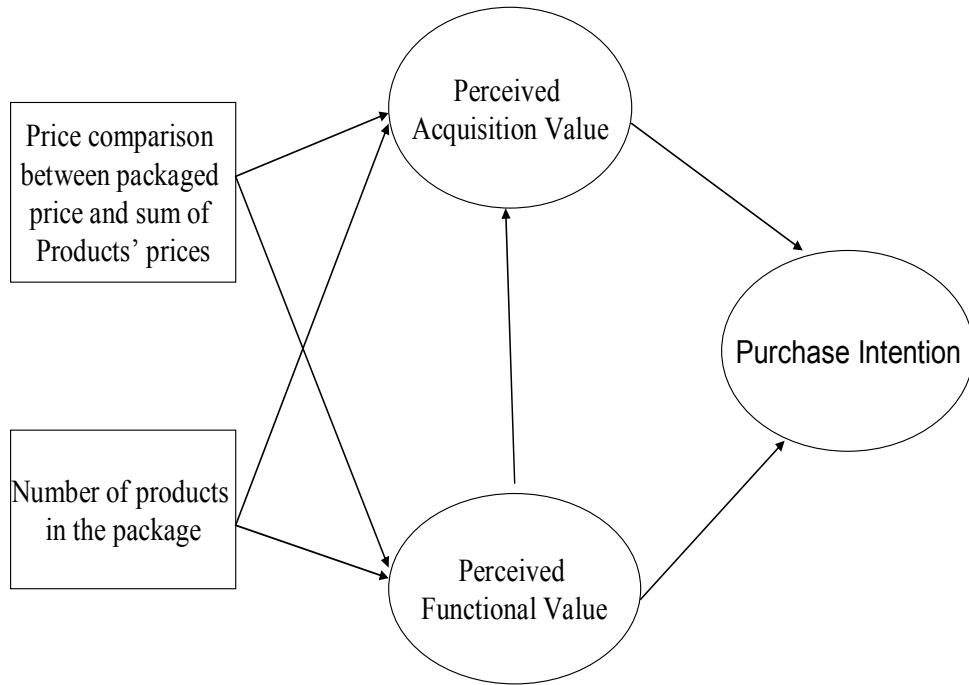 Perceived
Acquisition Value
Price comparison
between packaged
price and sum of
Products’ prices
Purchase Intention
Number of products
in the package
Perceived
Functional Value